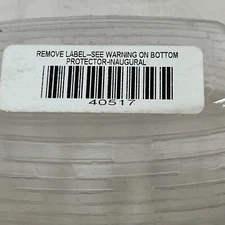 REMOVE LABEL--SEE WARNING ON BOTTOM
PROTECTOR-INAUGURAL
40517